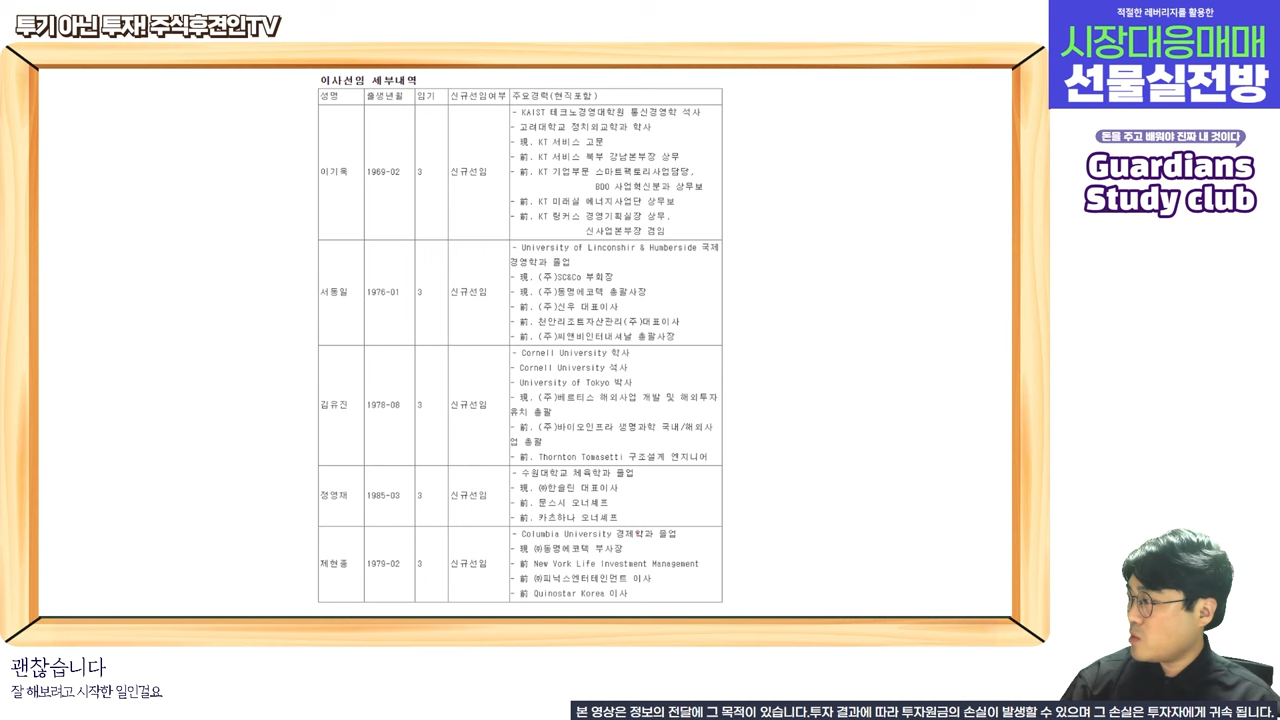 투기 아닌 투재! 주식후견인TV
적절한 레버리지를 활용한
시장대응매매
선물실전방
돈을 주고 배워야 진짜 내 것이다
Guardians
Study club
이사선임 세부내역
성명 출생년월 임기 신규선임여부 주요경력(현직포함)
- KAIST 테크노경영대학원 통신경영학 석사
- 고려대학교 정치외교학과 학사
- 現. KT 서비스 고문
- 前. KT 서비스 북부 강남본부장 상무
이기욱 1969-02 3 신규선임
- 前. KT 기업부문 스마트팩토리사업담당,
BDO 사업혁신분과 상무보
- 前. KT 미래실 에너지사업단 상무보
- 前. KT 링커스 경영기획실장 상무,
신사업본부장 겸임
- University of Linconshir & Humberside 국제
경영학과 졸업
- 現. (주)SC&Co 부회장
서동일 1976-01 3 신규선임
- 現. (주)동명에코텍 총괄사장
- 前. (주)신우 대표이사
- 前. 천안리조트자산관리(주)대표이사
- 前. (주)씨앤비인터내셔날 총괄사장
- Cornell University 학사
- Cornell University 석사
- University of Tokyo 박사
김유진 1978-08 3 신규선임
- 現. (주)베르티스 해외사업 개발 및 해외투자
유치 총괄
- 前. (주)바이오인프라 생명과학 국내/해외사
업 총괄
- 前. Thornton Tomasetti 구조설계 엔지니어
- 수원대학교 체육학과 졸업
정영재 1985-03 3 신규선임
- 現. ㈜한슬린 대표이사
- 前. 문스시 오너셰프
- 前. 카츠하나 오너셰프
- Columbia University 경제학과 졸업
- 現 ㈜동명에코텍 부사장
제현종 1979-02 3 신규선임
- 前 New York Life Investment Management
- 前 ㈜피닉스엔터테인먼트 이사
- 前 Quinostar Korea 이사
괜찮습니다
잘 해보려고 시작한 일인걸요
본 영상은 정보의 전달에 그 목적이 있습니다.투자 결과에 따라 투자원금의 손실이 발생할 수 있으며 그 손실은 투자자에게 귀속 됩니다.